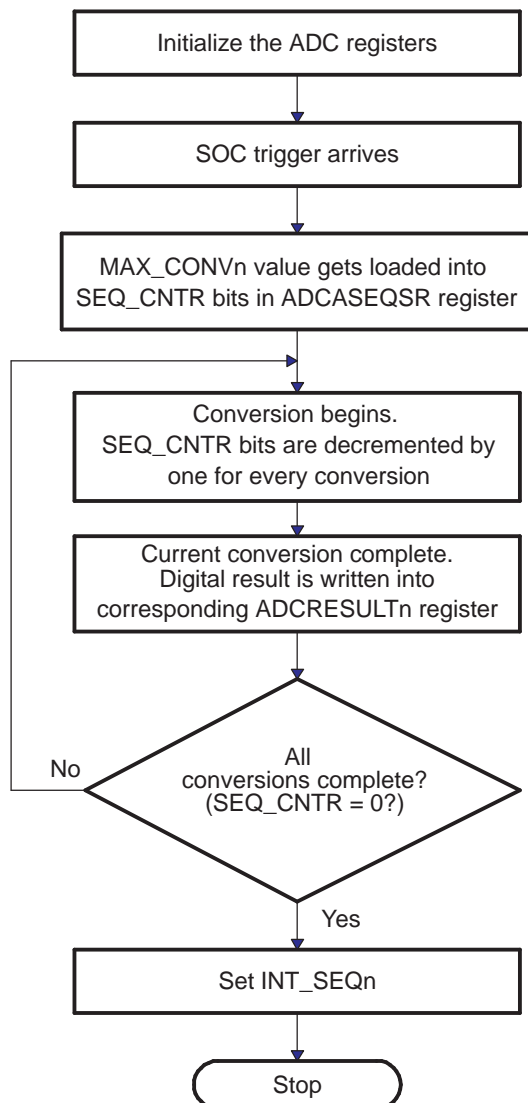 Initialize the ADC registers
SOC trigger arrives
MAX_CONVn value gets loaded into
SEQ_CNTR bits in ADCASEQSR register
Conversion begins.
SEQ_CNTR bits are decremented by
one for every conversion
Current conversion complete.
Digital result is written into
corresponding ADCRESULTn register
All
conversions complete?
(SEQ_CNTR = 0?)
No
Yes
Set INT_SEQn
Stop